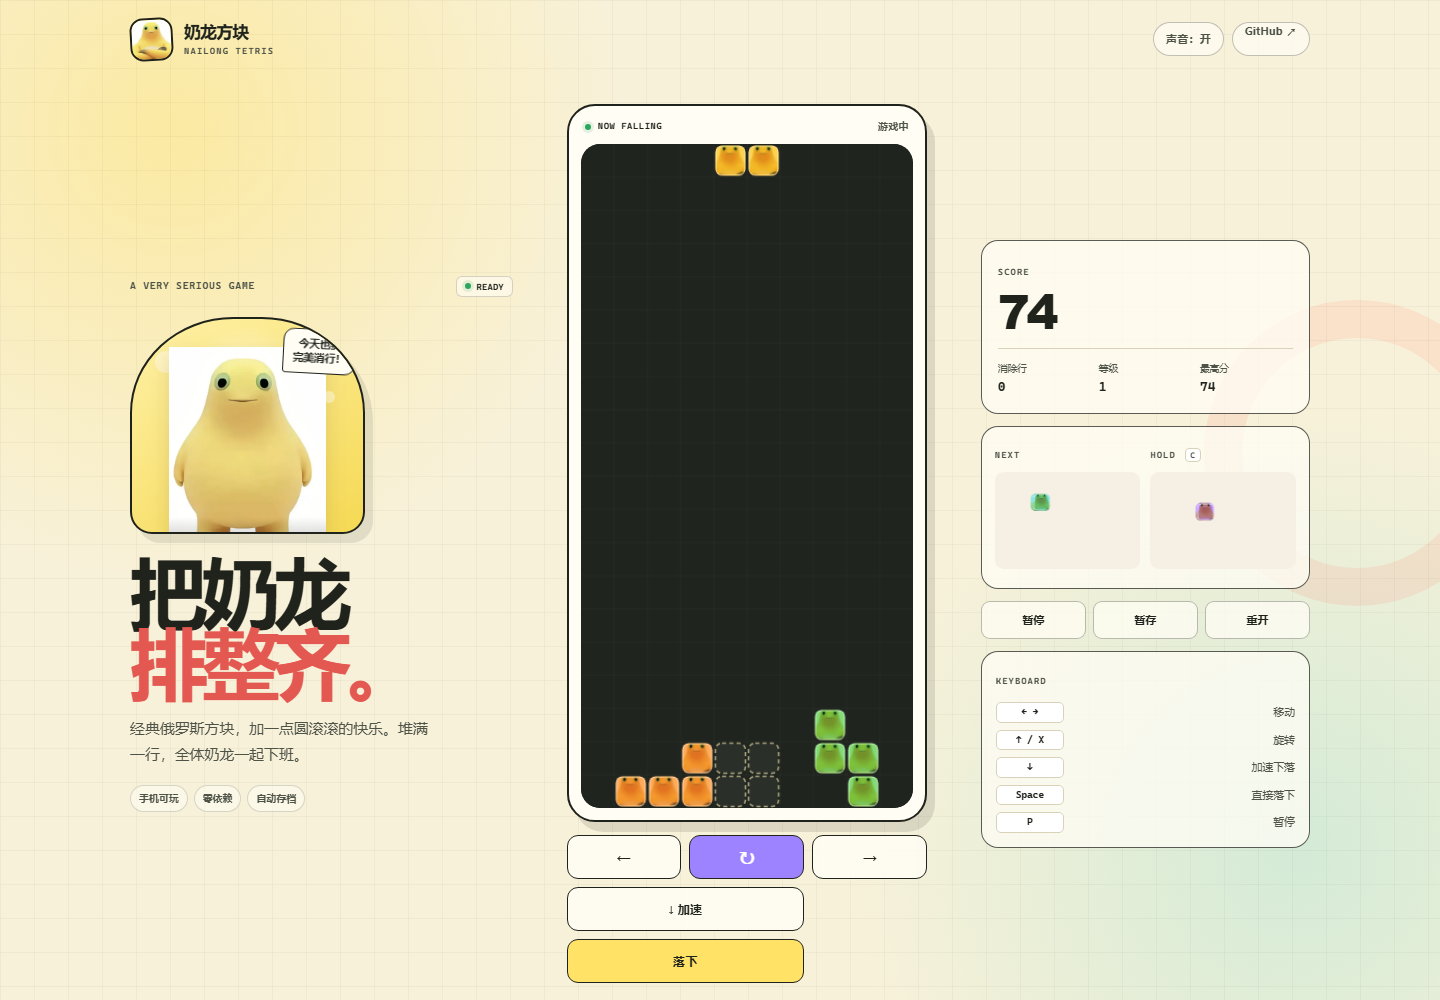 奶龙方块
NAILONG TETRIS
声音：开
GitHub ↗
A VERY SERIOUS GAME
READY
今天也
完美消行！
把奶龙
排整齐。
经典俄罗斯方块，加一点圆滚滚的快乐。堆满
一行，全体奶龙一起下班。
手机可玩
零依赖
自动存档
NOW FALLING
游戏中
←
↻
→
↓ 加速
落下
SCORE
74
消除行
等级
最高分
0
1
74
NEXT
HOLD C
暂停
暂存
重开
KEYBOARD
← → 移动
↑ / X 旋转
↓ 加速下落
Space 直接落下
P 暂停